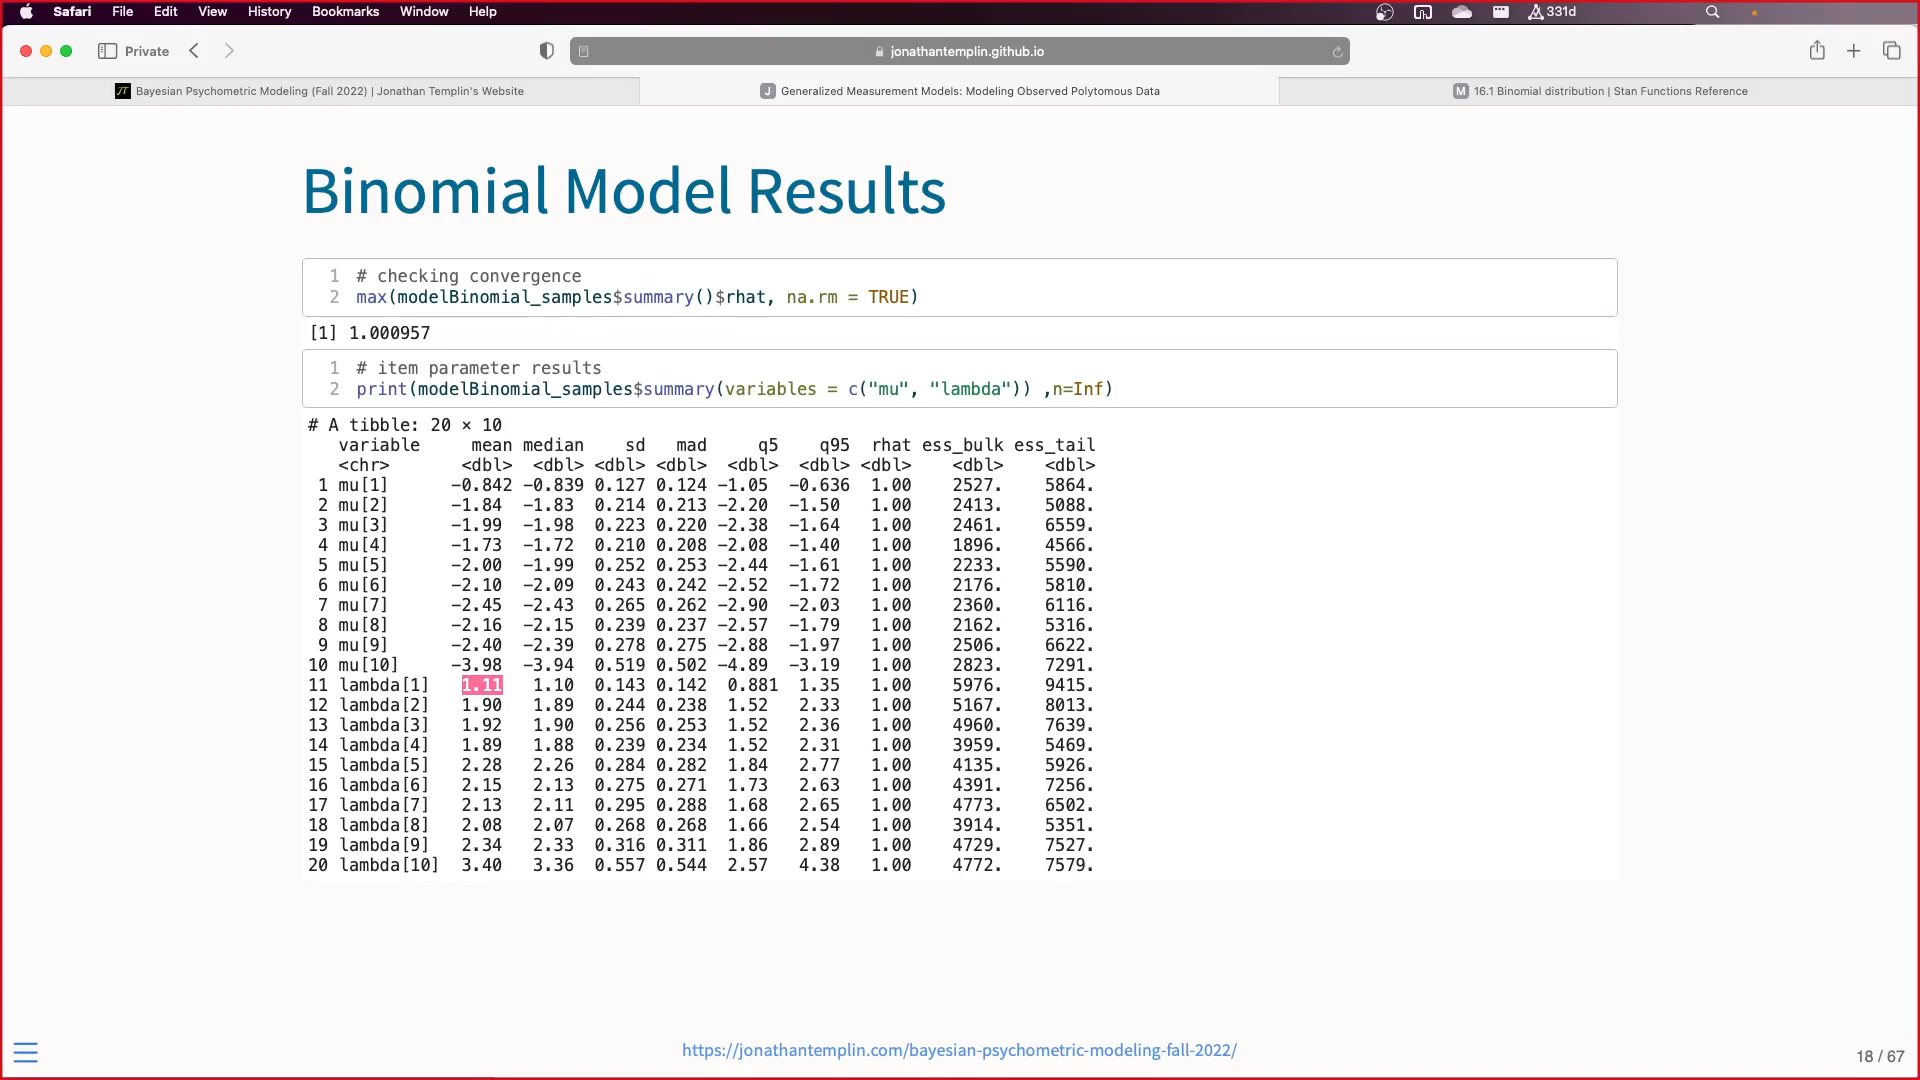 Safari File Edit View History Bookmarks Window Help 331d
Private jonathantemplin.github.io
Bayesian Psychometric Modeling (Fall 2022) | Jonathan Templin's Website
J Generalized Measurement Models: Modeling Observed Polytomous Data
M 16.1 Binomial distribution | Stan Functions Reference
Binomial Model Results
1 # checking convergence
2 max(modelBinomial_samples$summary()$rhat, na.rm = TRUE)
[1] 1.000957
1 # item parameter results
2 print(modelBinomial_samples$summary(variables = c("mu", "lambda")) ,n=Inf)
# A tibble: 20 × 10
variable mean median sd mad q5 q95 rhat ess_bulk ess_tail
<chr> <dbl> <dbl> <dbl> <dbl> <dbl> <dbl> <dbl> <dbl> <dbl>
1 mu[1] −0.842 −0.839 0.127 0.124 −1.05 −0.636 1.00 2527. 5864.
2 mu[2] −1.84 −1.83 0.214 0.213 −2.20 −1.50 1.00 2413. 5088.
3 mu[3] −1.99 −1.98 0.223 0.220 −2.38 −1.64 1.00 2461. 6559.
4 mu[4] −1.73 −1.72 0.210 0.208 −2.08 −1.40 1.00 1896. 4566.
5 mu[5] −2.00 −1.99 0.252 0.253 −2.44 −1.61 1.00 2233. 5590.
6 mu[6] −2.10 −2.09 0.243 0.242 −2.52 −1.72 1.00 2176. 5810.
7 mu[7] −2.45 −2.43 0.265 0.262 −2.90 −2.03 1.00 2360. 6116.
8 mu[8] −2.16 −2.15 0.239 0.237 −2.57 −1.79 1.00 2162. 5316.
9 mu[9] −2.40 −2.39 0.278 0.275 −2.88 −1.97 1.00 2506. 6622.
10 mu[10] −3.98 −3.94 0.519 0.502 −4.89 −3.19 1.00 2823. 7291.
11 lambda[1] 1.11 1.10 0.143 0.142 0.881 1.35 1.00 5976. 9415.
12 lambda[2] 1.90 1.89 0.244 0.238 1.52 2.33 1.00 5167. 8013.
13 lambda[3] 1.92 1.90 0.256 0.253 1.52 2.36 1.00 4960. 7639.
14 lambda[4] 1.89 1.88 0.239 0.234 1.52 2.31 1.00 3959. 5469.
15 lambda[5] 2.28 2.26 0.284 0.282 1.84 2.77 1.00 4135. 5926.
16 lambda[6] 2.15 2.13 0.275 0.271 1.73 2.63 1.00 4391. 7256.
17 lambda[7] 2.13 2.11 0.295 0.288 1.68 2.65 1.00 4773. 6502.
18 lambda[8] 2.08 2.07 0.268 0.268 1.66 2.54 1.00 3914. 5351.
19 lambda[9] 2.34 2.33 0.316 0.311 1.86 2.89 1.00 4729. 7527.
20 lambda[10] 3.40 3.36 0.557 0.544 2.57 4.38 1.00 4772. 7579.
https://jonathantemplin.com/bayesian-psychometric-modeling-fall-2022/
18 / 67